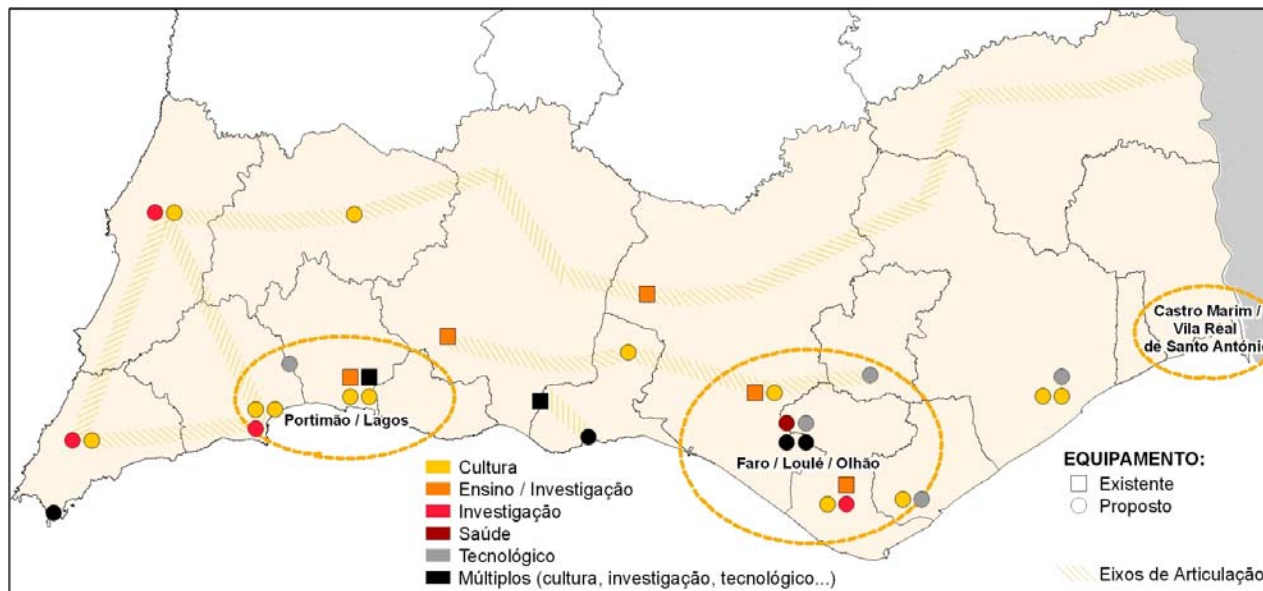 Castro Marim /
Vila Real
de Santo António
Portimão / Lagos
Faro / Loulé / Olhão
Cultura
Ensino / Investigação
Investigação
Saúde
Tecnológico
Múltiplos (cultura, investigação, tecnológico...)
EQUIPAMENTO:
Existente
Proposto
Eixos de Articulação